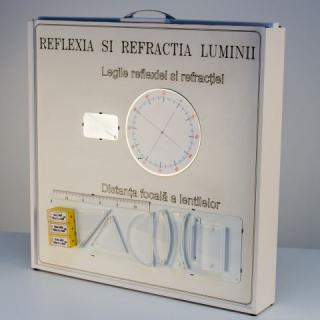 REFLEXIA SI REFRACTIA LUMINII
Legile reflexiei si refracției
Distanța focală a lentilelor